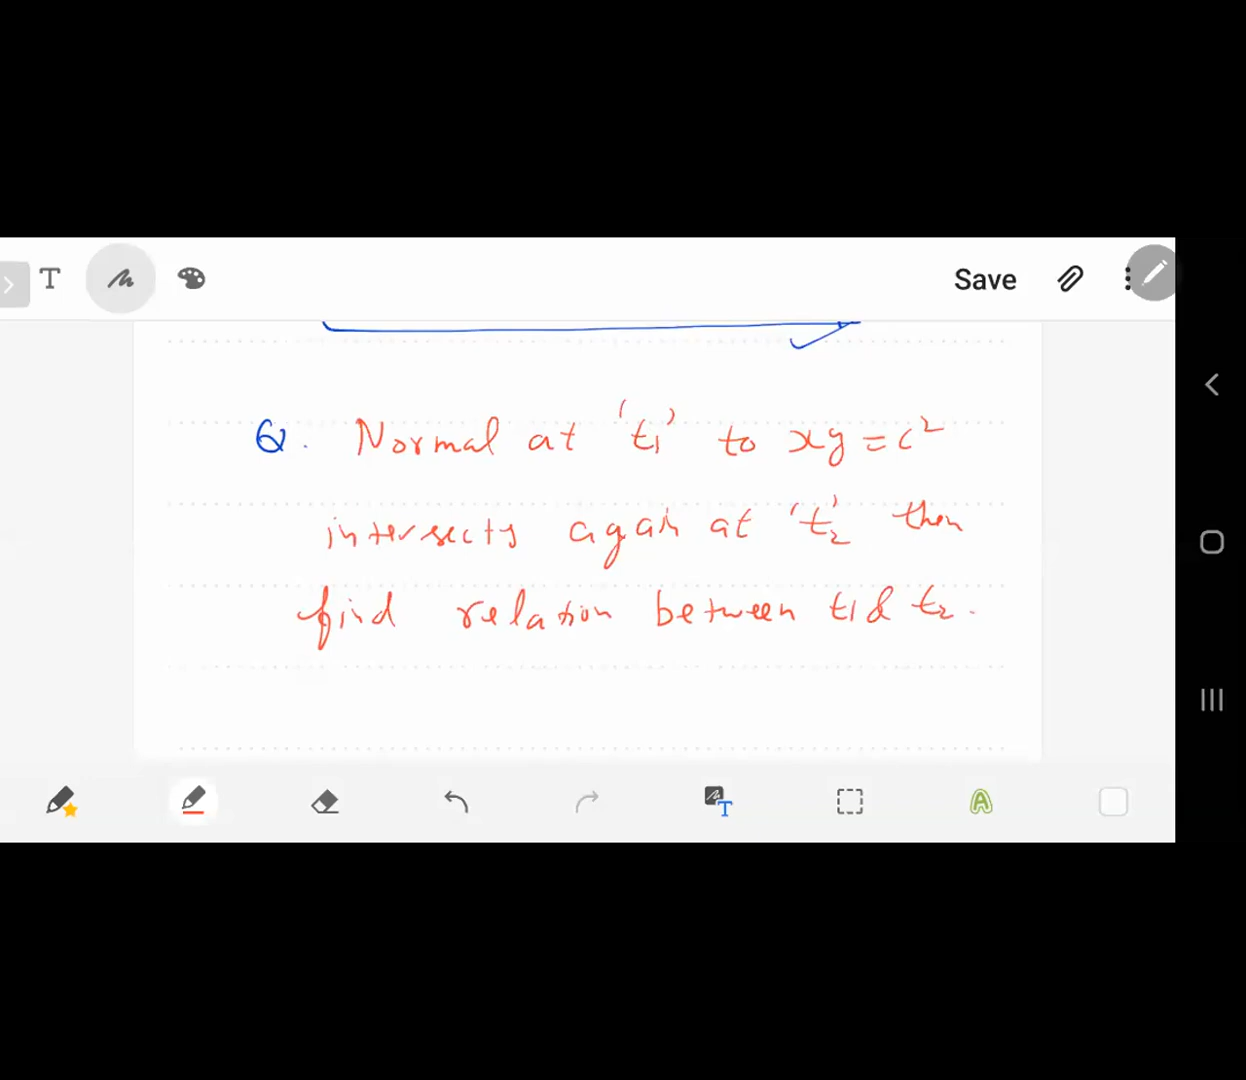 T
Save
Q. Normal at 't₁' to xy = c²
intersects again at 't₂' then
find relation between t₁ & t₂.
T
A